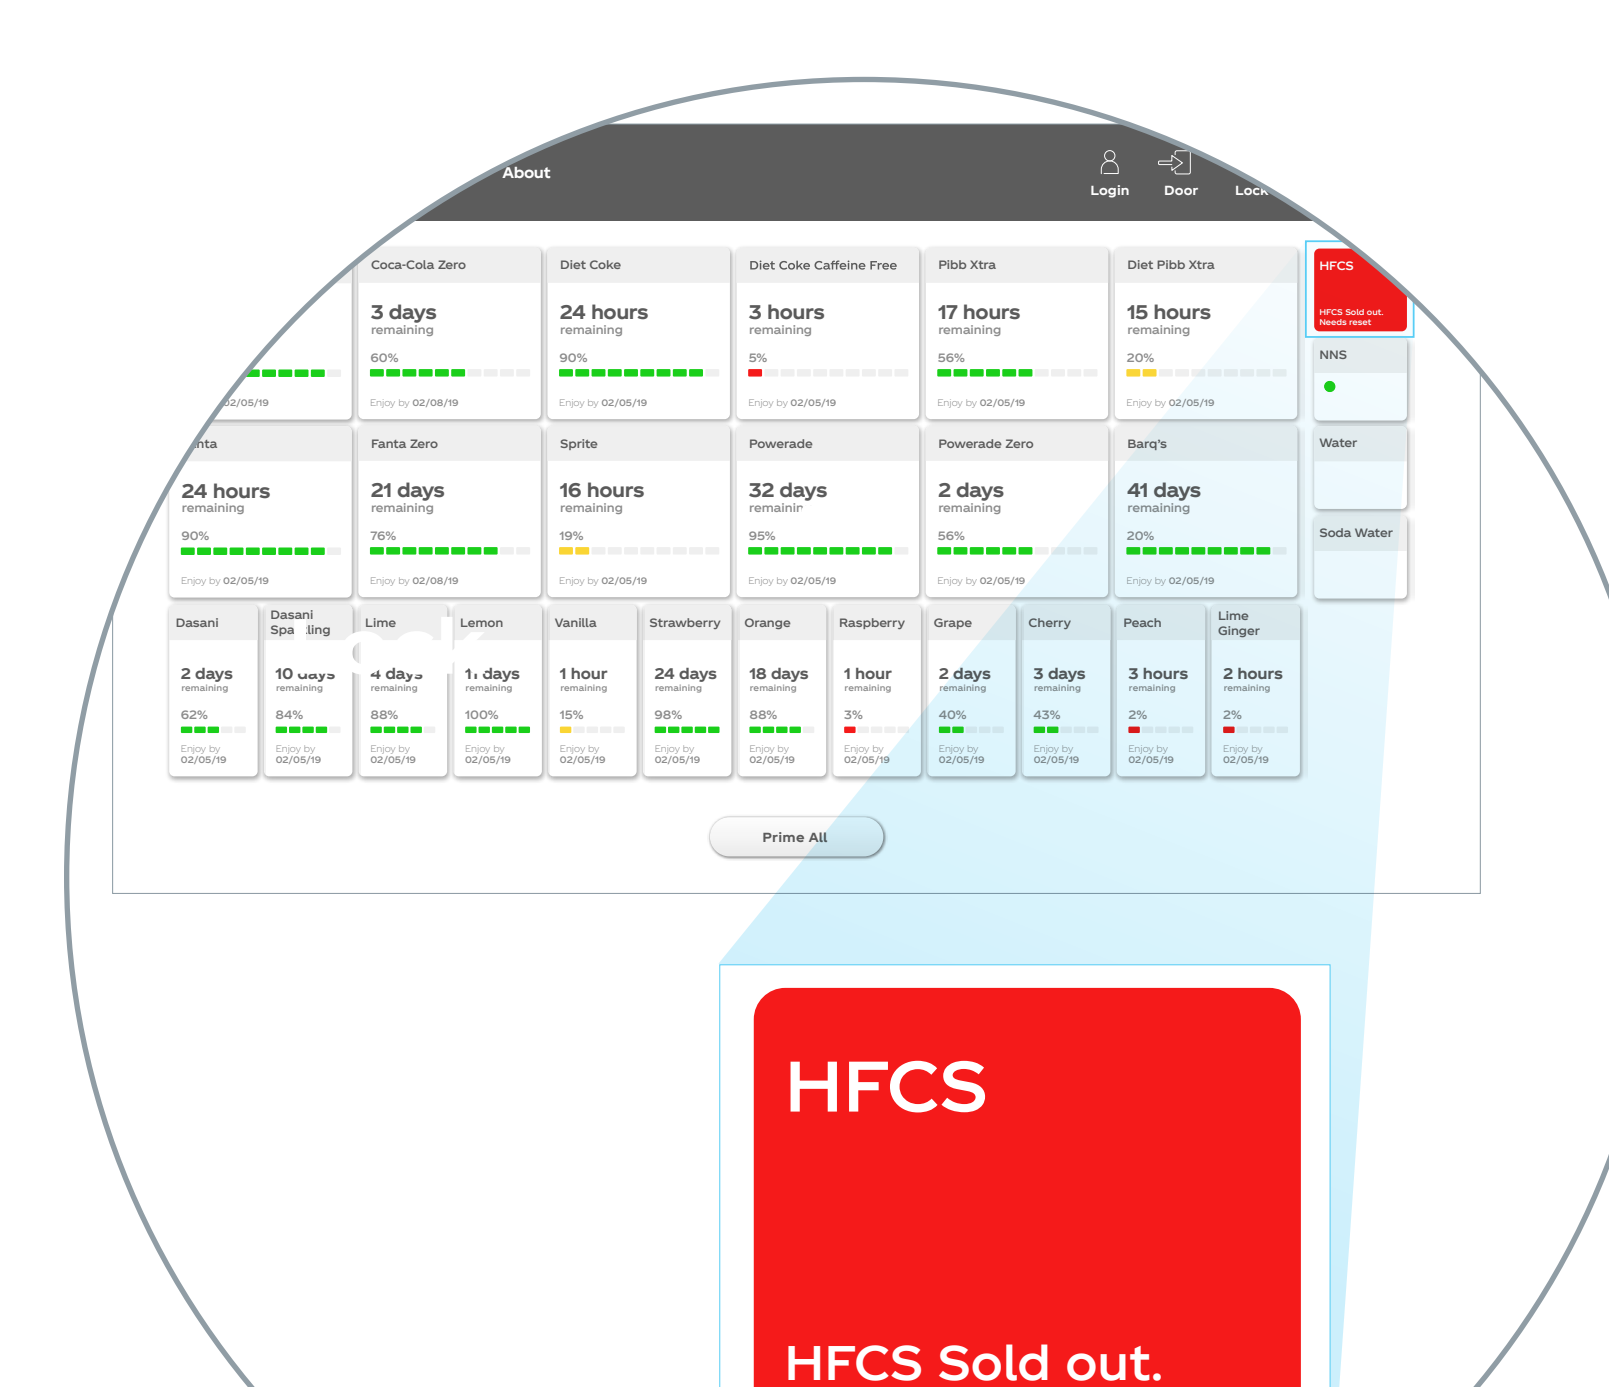 About
Login Door Lock
Coca-Cola Zero
3 days
remaining
60%
Enjoy by 02/08/19
Diet Coke
24 hours
remaining
90%
Enjoy by 02/05/19
Diet Coke Caffeine Free
3 hours
remaining
5%
Enjoy by 02/05/19
Pibb Xtra
17 hours
remaining
56%
Enjoy by 02/05/19
Diet Pibb Xtra
15 hours
remaining
20%
Enjoy by 02/05/19
HFCS
HFCS Sold out.
Needs reset
NNS
02/05/19
nta
24 hours
remaining
90%
Enjoy by 02/05/19
Fanta Zero
21 days
remaining
76%
Enjoy by 02/08/19
Sprite
16 hours
remaining
19%
Enjoy by 02/05/19
Powerade
32 days
remainin
95%
Enjoy by 02/05/19
Powerade Zero
2 days
remaining
56%
Enjoy by 02/05/19
Barq's
41 days
remaining
20%
Enjoy by 02/05/19
Water
Soda Water
Dasani
2 days
remaining
62%
Enjoy by
02/05/19
Dasani
Sparkling
10 days
remaining
84%
Enjoy by
02/05/19
Lime
4 days
remaining
88%
Enjoy by
02/05/19
Lemon
11 days
remaining
100%
Enjoy by
02/05/19
Vanilla
1 hour
remaining
15%
Enjoy by
02/05/19
Strawberry
24 days
remaining
98%
Enjoy by
02/05/19
Orange
18 days
remaining
88%
Enjoy by
02/05/19
Raspberry
1 hour
remaining
3%
Enjoy by
02/05/19
Grape
2 days
remaining
40%
Enjoy by
02/05/19
Cherry
3 days
remaining
43%
Enjoy by
02/05/19
Peach
3 hours
remaining
2%
Enjoy by
02/05/19
Lime
Ginger
2 hours
remaining
2%
Enjoy by
02/05/19
Prime All
HFCS
HFCS Sold out.